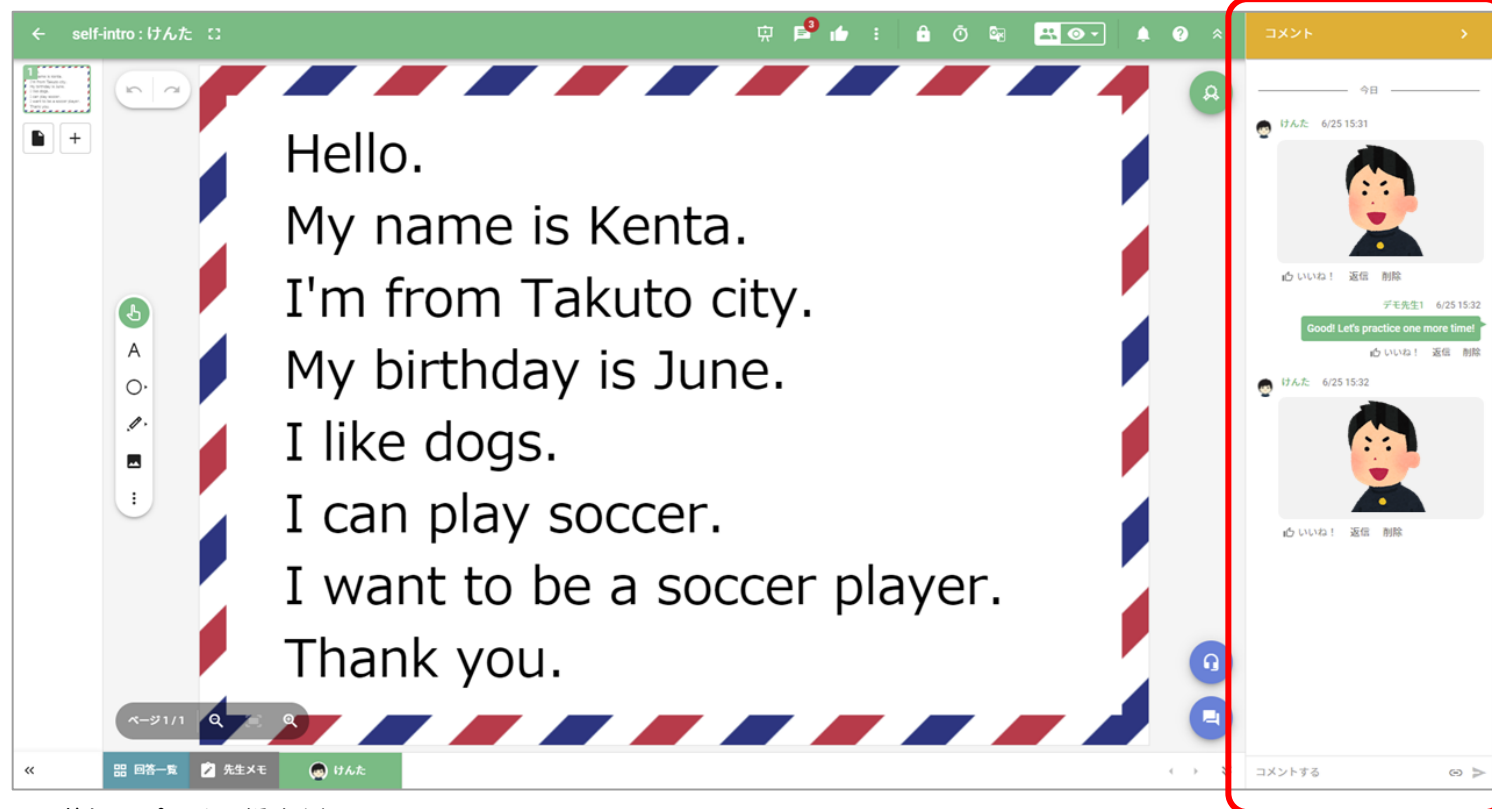 self-intro : けんた
3
コメント
1
今日
けんた 6/25 15:31
いいね！ 返信 削除
デモ先生1 6/25 15:32
Good! Let's practice one more time!
いいね！ 返信 削除
けんた 6/25 15:32
いいね！ 返信 削除
Hello.
My name is Kenta.
I'm from Takuto city.
My birthday is June.
I like dogs.
I can play soccer.
I want to be a soccer player.
Thank you.
A
ページ 1 / 1
回答一覧
先生メモ
けんた
コメントする